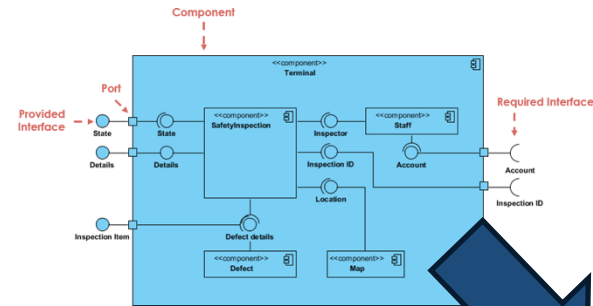 Component
<<component>>
Terminal
Port
Provided
Interface
Required Interface
State
State
<<component>>
SafetyInspection
Inspector
<<component>>
Staff
Details
Details
Inspection ID
Account
Account
Location
Inspection ID
Inspection Item
Defect details
<<component>>
Defect
<<component>>
Map